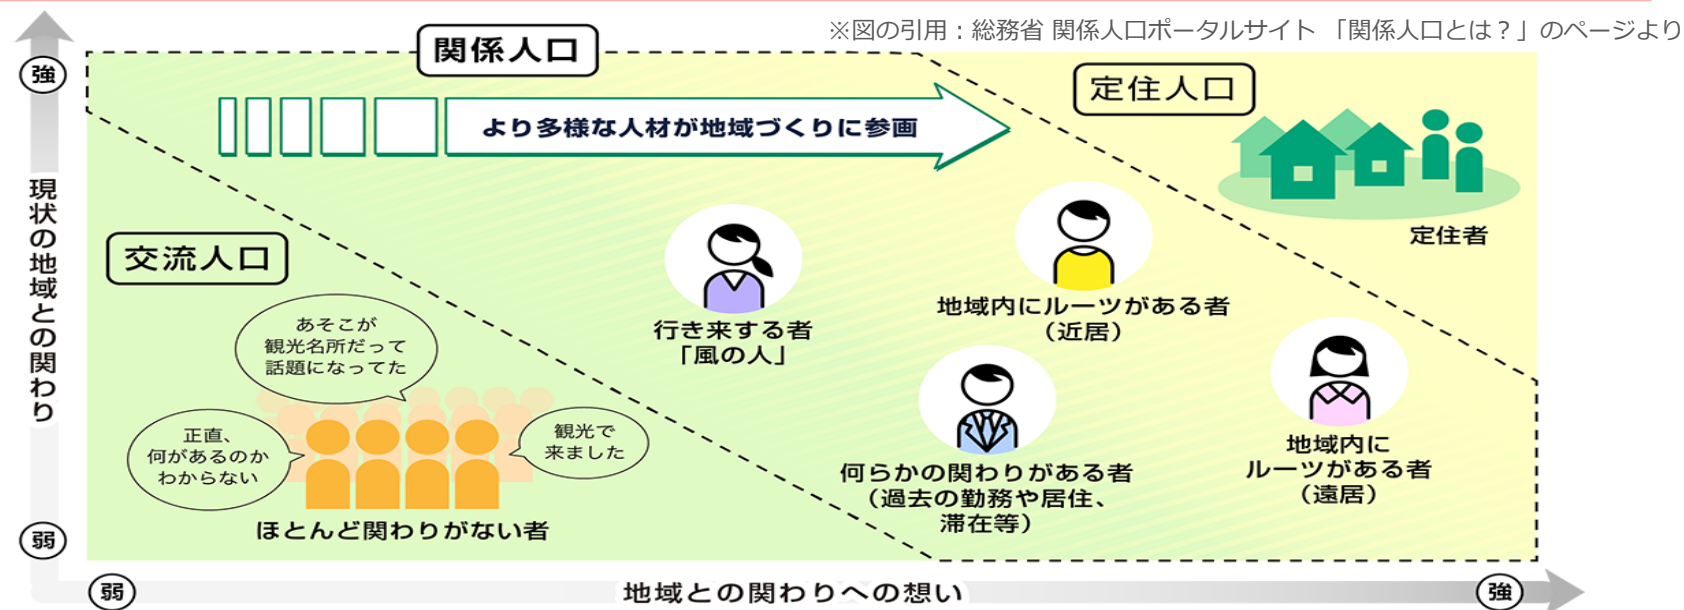 ※図の引用：総務省 関係人口ポータルサイト 「関係人口とは？」のページより
関係人口
強
定住人口
より多様な人材が地域づくりに参画
定住者
現状の地域との関わり
交流人口
行き来する者
「風の人」
地域内にルーツがある者
（近居）
あそこが
観光名所だって
話題になってた
正直、
何があるのか
わからない
観光で
来ました
ほとんど関わりがない者
何らかの関わりがある者
（過去の勤務や居住、
滞在等）
地域内に
ルーツがある者
（遠居）
弱
弱
地域との関わりへの想い
強